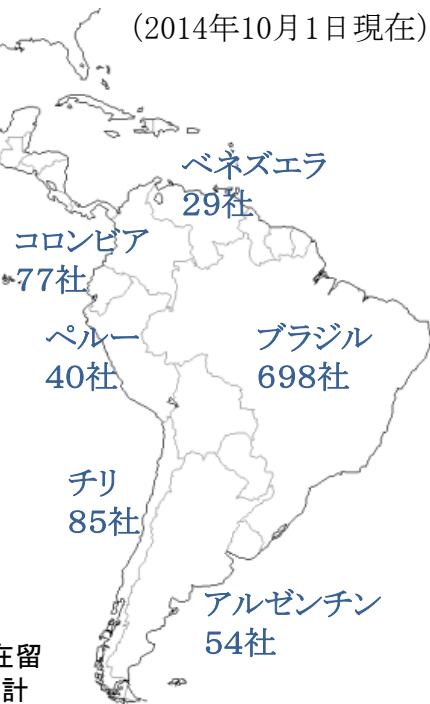 (2014年10月1日現在)
ベネズエラ
29社
コロンビア
77社
ペルー
40社
ブラジル
698社
チリ
85社
アルゼンチン
54社
在留
計